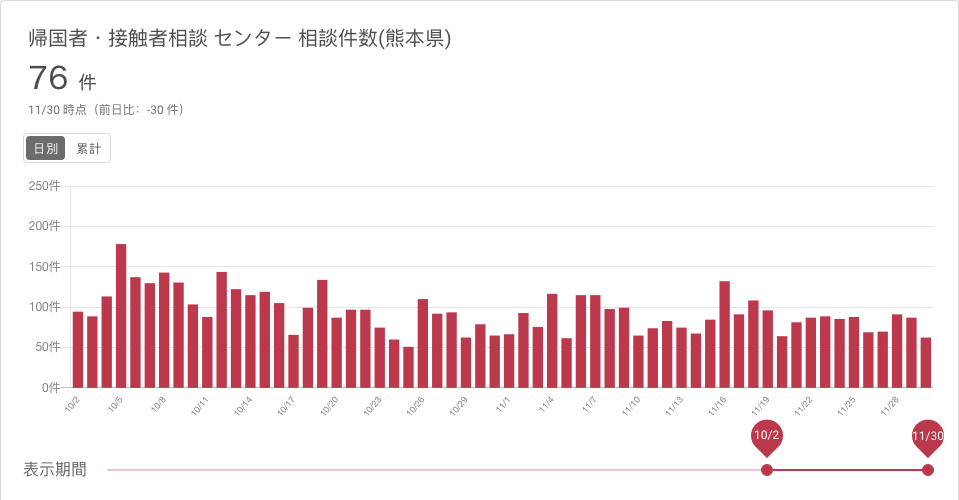 帰国者・接触者相談 センター 相談件数(熊本県)
76 件
11/30 時点（前日比：-30 件）
日別 累計
250件
200件
150件
100件
50件
0件
10/2 10/5 10/8 10/11 10/14 10/17 10/20 10/23 10/26 10/29 11/1 11/4 11/7 11/10 11/13 11/16 11/19 11/22 11/25 11/28
10/2 11/30
表示期間